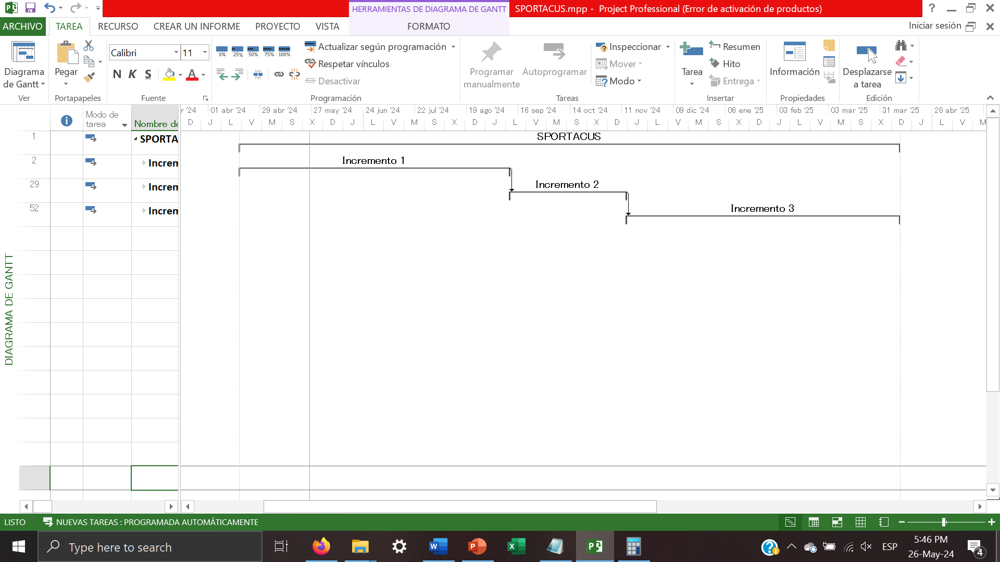 HERRAMIENTAS DE DIAGRAMA DE GANTT
SPORTACUS.mpp - Project Professional (Error de activación de productos)
ARCHIVO TAREA RECURSO CREAR UN INFORME PROYECTO VISTA FORMATO
Iniciar sesión
Diagrama de Gantt
Ver
Pegar
Portapapeles
Calibri 11
N K S
Fuente
0% 25% 50% 75% 100%
Actualizar según programación
Respetar vínculos
Desactivar
Programación
Programar manualmente
Autoprogramar
Inspeccionar
Mover
Modo
Tareas
Tarea
Resumen
Hito
Entrega
Insertar
Información
Propiedades
Desplazarse a tarea
Edición
Modo de tarea
Nombre de
r '24 01 abr '24 29 abr '24 27 may '24 24 jun '24 22 jul '24 19 ago '24 16 sep '24 14 oct '24 11 nov '24 09 dic '24 06 ene '25 03 feb '25 03 mar '25 31 mar '25 28 abr '25
D J L V M S X D J L V M S X D J L V M S X D J L V M S X D J L V M S X D J L V M
1 SPORTA
SPORTACUS
2 Increm
Incremento 1
29 Increm
Incremento 2
52 Increm
Incremento 3
DIAGRAMA DE GANTT
LISTO NUEVAS TAREAS : PROGRAMADA AUTOMÁTICAMENTE
Type here to search
ESP
5:46 PM
26-May-24
4